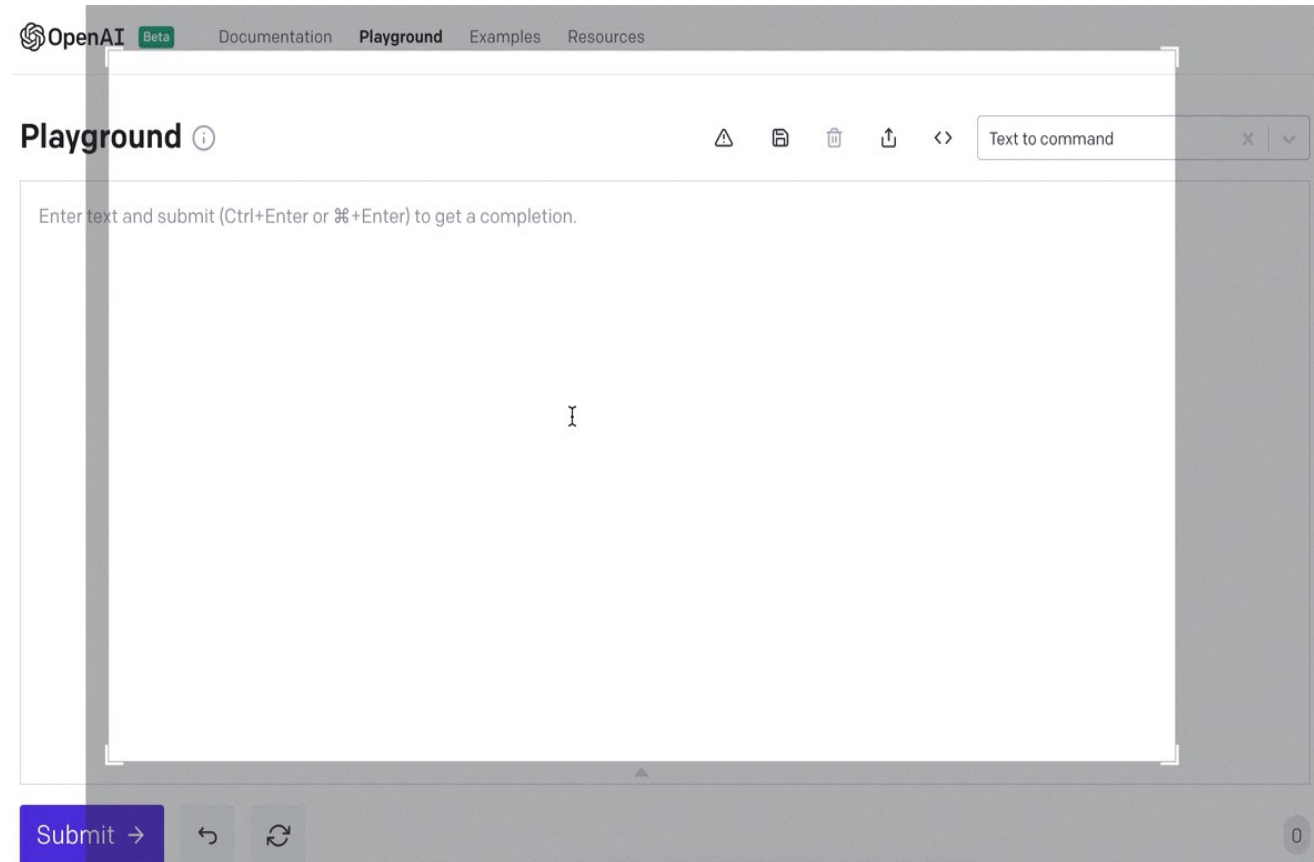 OpenAI Beta Documentation Playground Examples Resources
Playground Text to command
Enter text and submit (Ctrl+Enter or ⌘+Enter) to get a completion.
Submit → 0